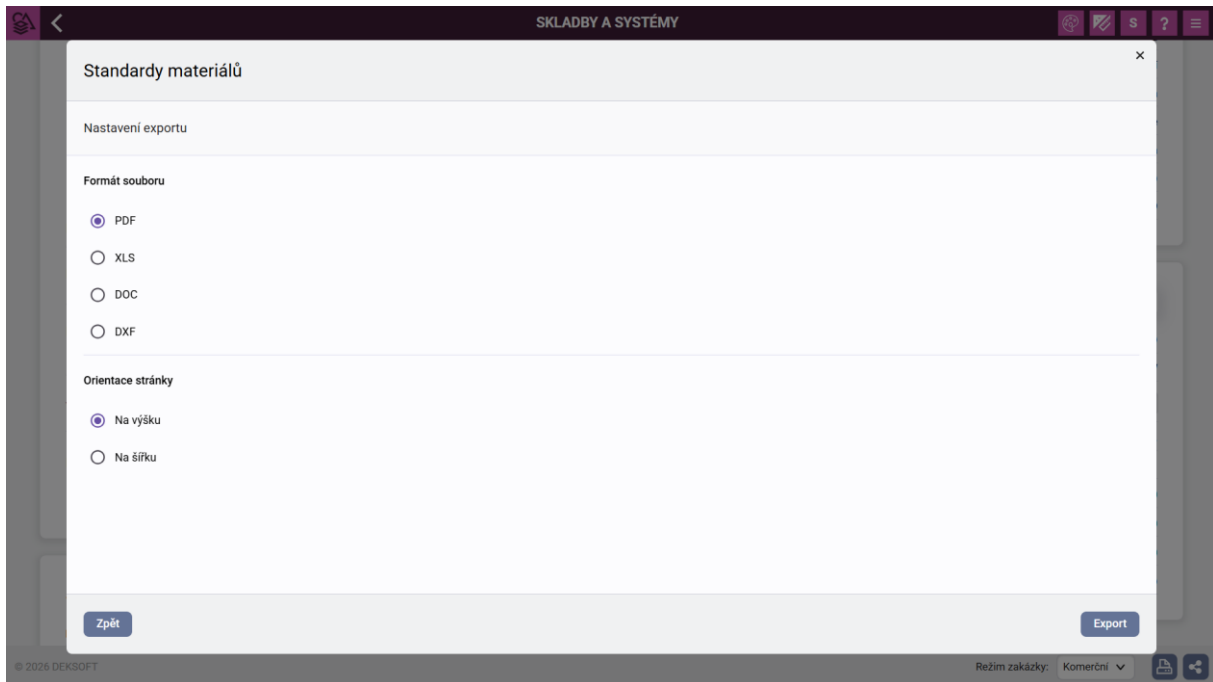 SKLADBY A SYSTÉMY
S ?
Standardy materiálů
Nastavení exportu
Formát souboru
PDF
XLS
DOC
DXF
Orientace stránky
Na výšku
Na šířku
Zpět
Export
© 2026 DEKSOFT
Režim zakázky: Komerční